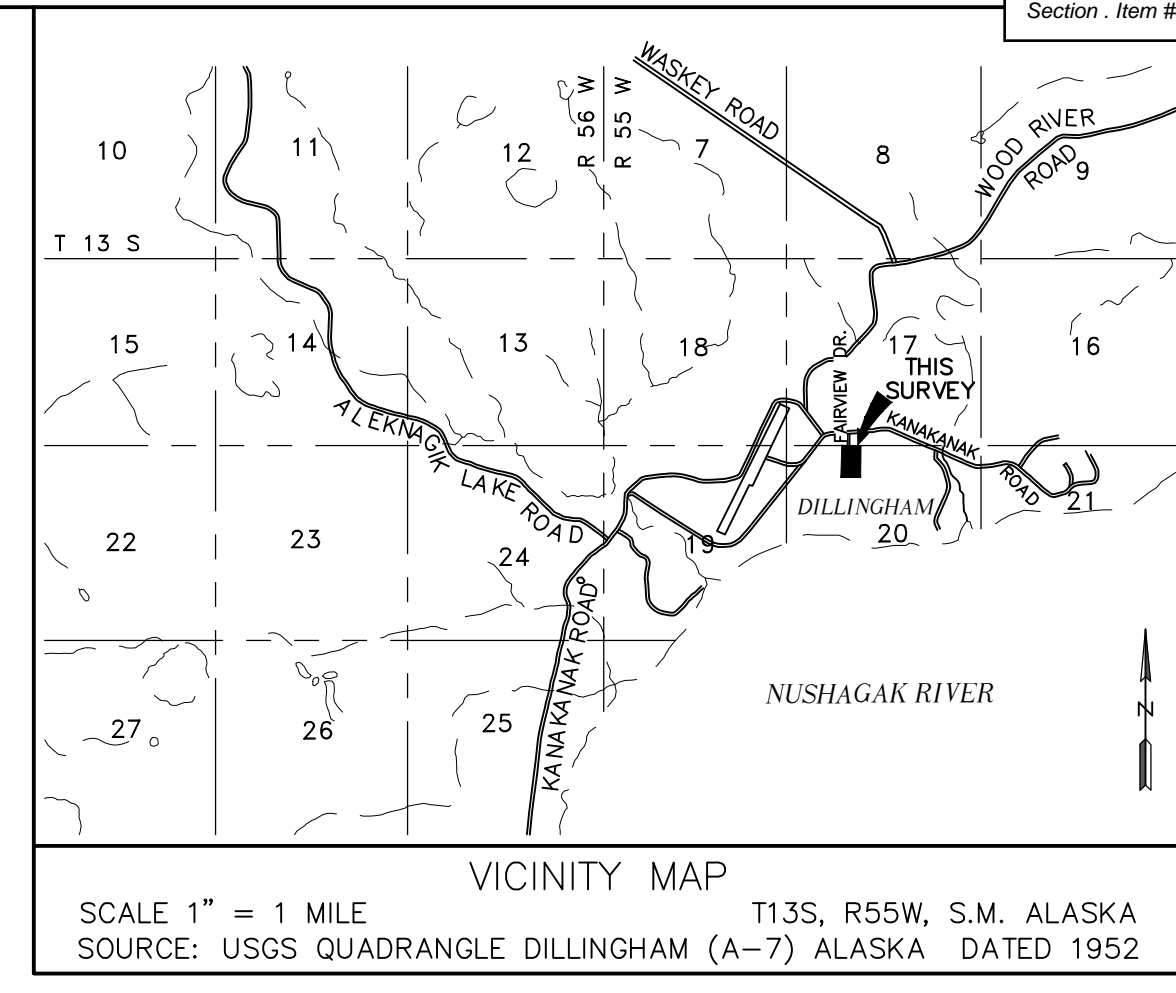 Section . Item #
WASKEY ROAD
R 56 W
R 55 W
WOOD RIVER
ROAD
10
11
12
7
8
9
T 13 S
15
14
13
18
FAIRVIEW DR.
17
16
THIS
SURVEY
KANAKANAK
ROAD
ALEKNAGIK LAKE ROAD
DILLINGHAM
22
23
24
19
20
21
KANAKANAK ROAD
27
26
25
NUSHAGAK RIVER
N
VICINITY MAP
SCALE 1" = 1 MILE
T13S, R55W, S.M. ALASKA
SOURCE: USGS QUADRANGLE DILLINGHAM (A-7) ALASKA DATED 1952